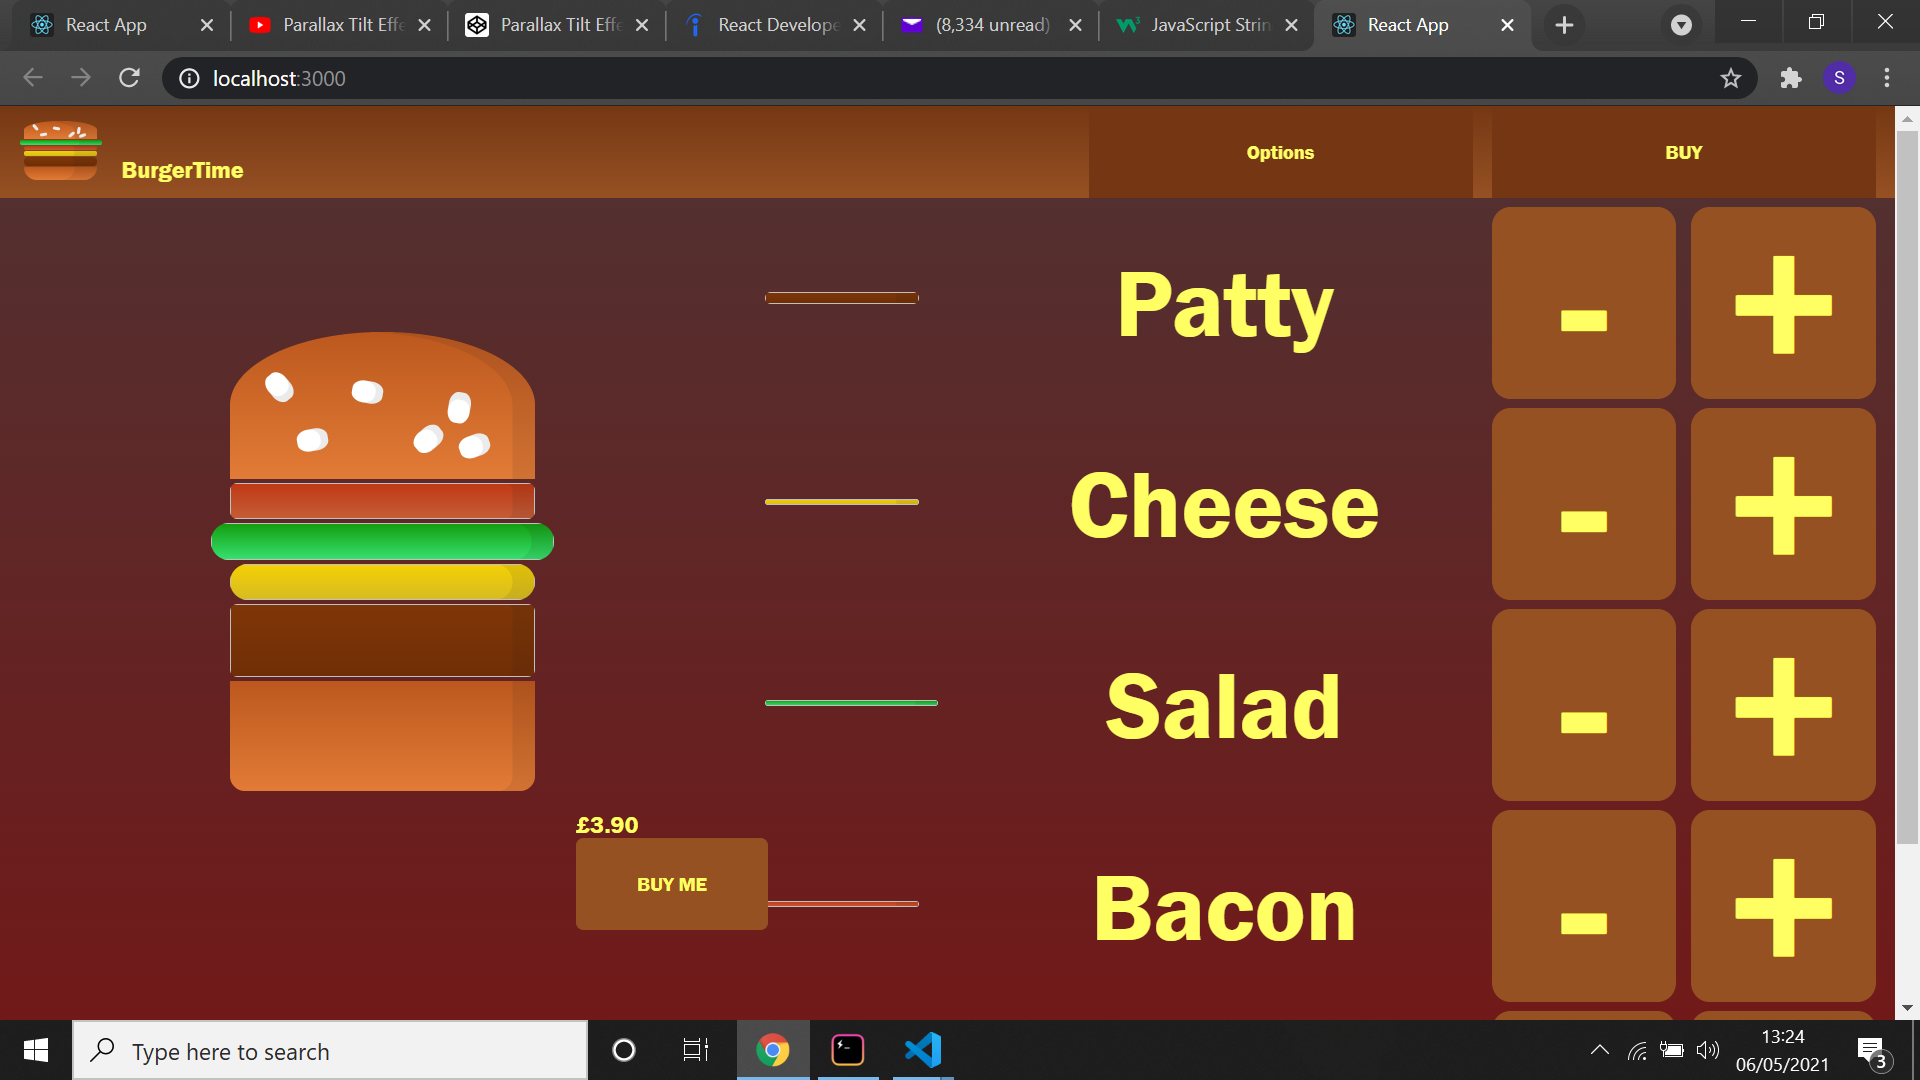 React App
Parallax Tilt Effe
Parallax Tilt Effe
React Develope
(8,334 unread)
JavaScript Strin
React App
localhost:3000
S
BurgerTime
Options
BUY
Patty
- +
Cheese
- +
Salad
- +
£3.90
BUY ME
Bacon
- +
Type here to search
13:24
06/05/2021
3